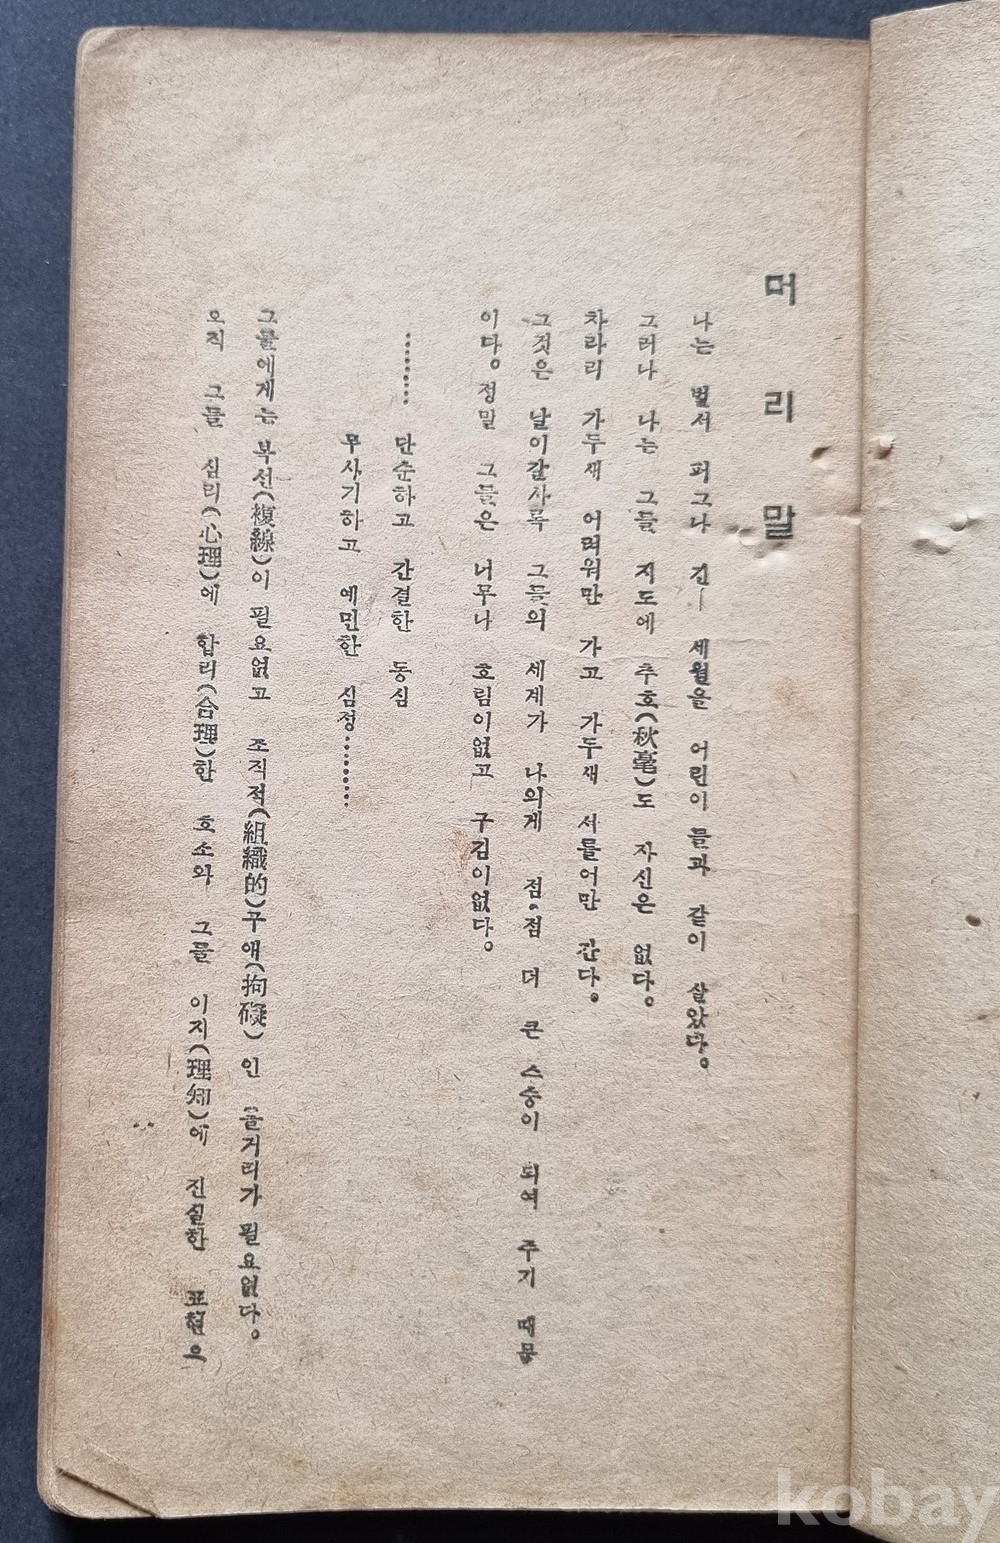 머리말
나는 벌써 퍼그나 긴― 세월을 어린이 들과 같이 살았다。
그러나 나는 그들 지도에 추호(秋毫)도 자신은 없다。
차라리 가두새 어려워만 가고 가두새 서틀어만 간다。
그것은 날이갈사록 그들의 세계가 나의게 점・점 더 큰 스승이 되여 주기 때문
이다。정말 그들은 너무나 흐림이없고 구김이없다。
………단순하고 간결한 동심
무사기하고 예민한 심정………
그들에게는 복선(複線)이 필요없고 조직적(組織的)구애(拘礙)인 줄거리가 필요없다。
오직 그들 심리(心理)에 합리(合理)한 호소와 그들 이지(理知)에 진실한 표현으
kobay